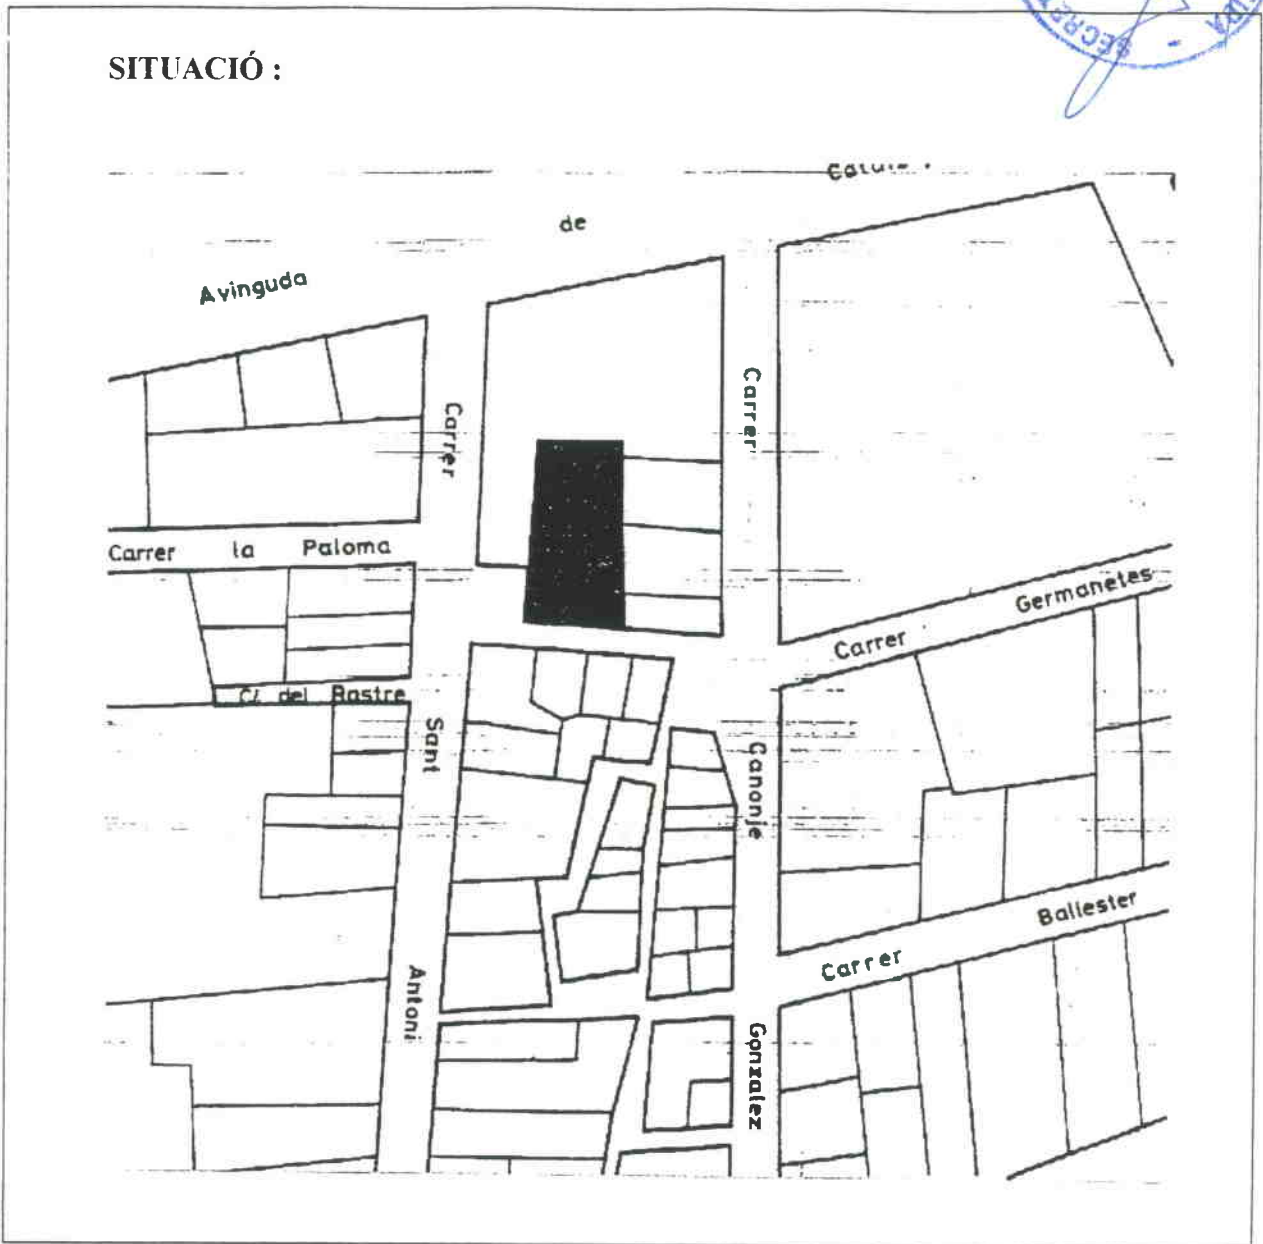 SITUACIÓ :
de
Avinguda
Carrer
Carrer
Carrer la Paloma
Carrer Germanetes
C/. del Rastre
Sant
Canonje
Carrer Ballester
Antoni
Gonzalez